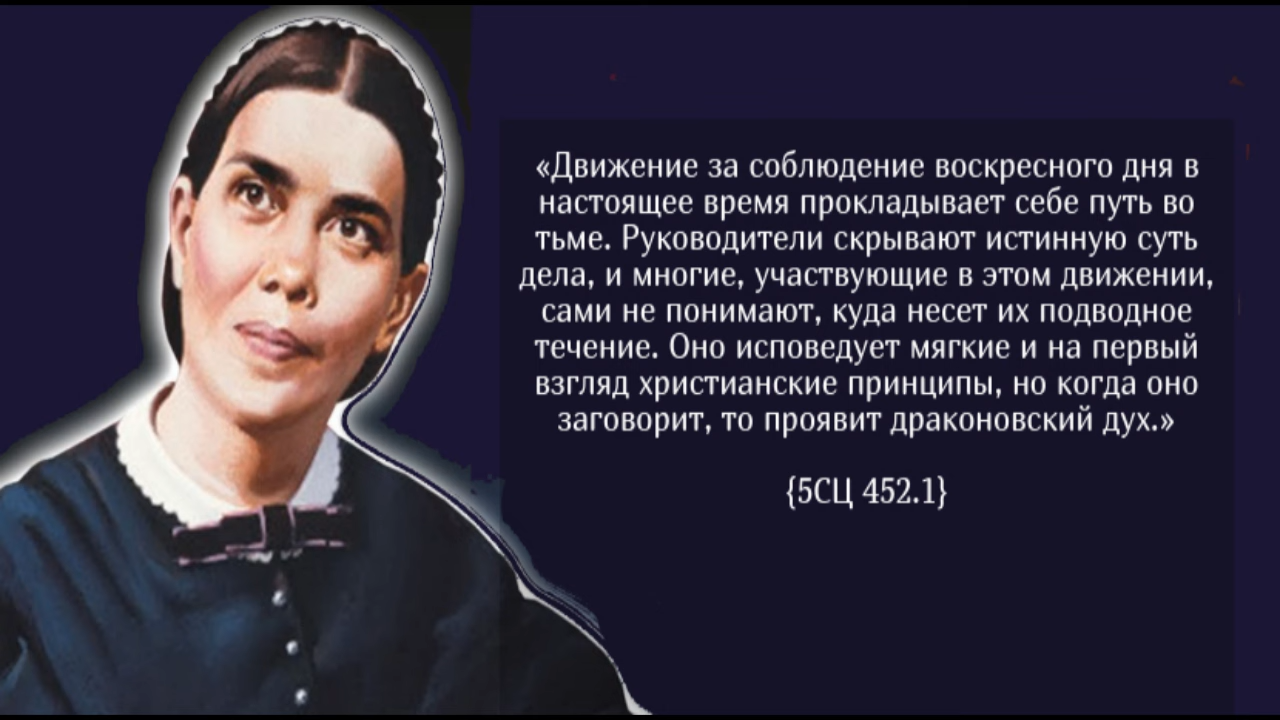 «Движение за соблюдение воскресного дня в
настоящее время прокладывает себе путь во
тьме. Руководители скрывают истинную суть
дела, и многие, участвующие в этом движении,
сами не понимают, куда несет их подводное
течение. Оно исповедует мягкие и на первый
взгляд христианские принципы, но когда оно
заговорит, то проявит драконовский дух.»
{5СЦ 452.1}